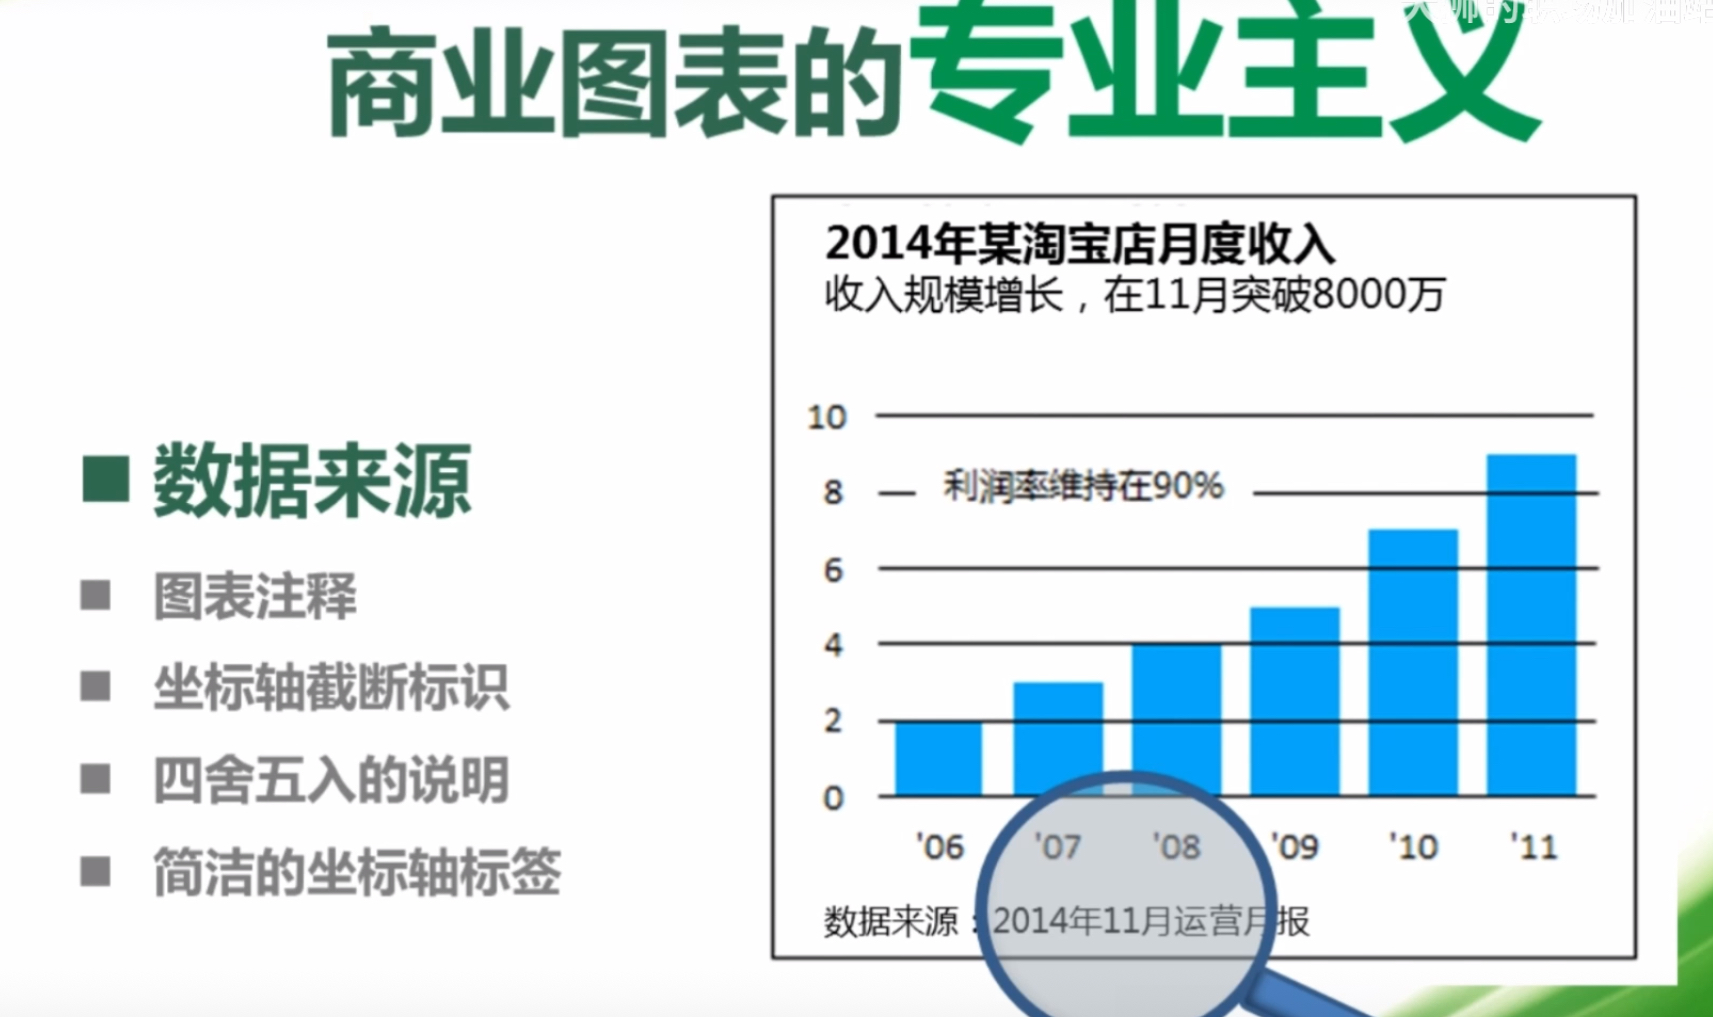 商业图表的专业主义
2014年某淘宝店月度收入
收入规模增长，在11月突破8000万
10
利润率维持在90%
8
6
4
2
0
'06 '07 '08 '09 '10 '11
数据来源：2014年11月运营月报
■ 数据来源
■ 图表注释
■ 坐标轴截断标识
■ 四舍五入的说明
■ 简洁的坐标轴标签